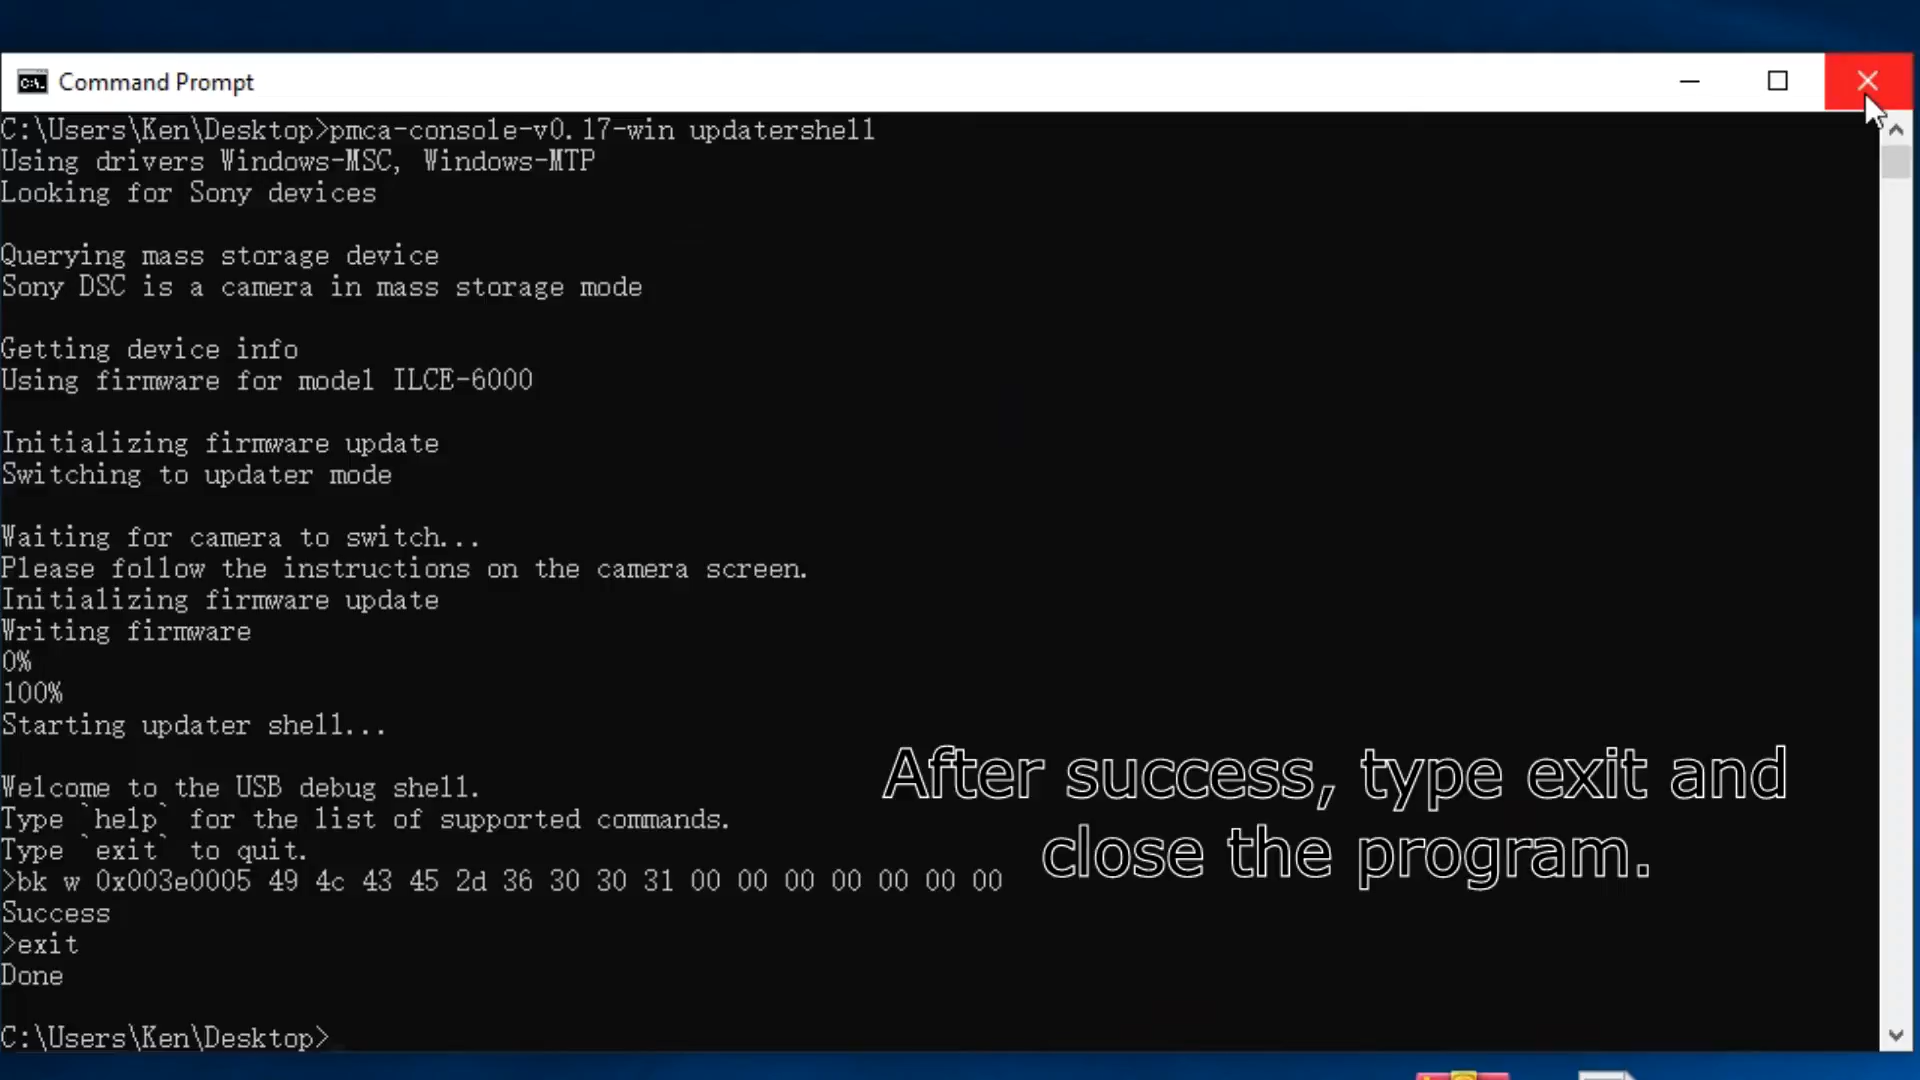 Command Prompt
C:\Users\Ken\Desktop>pmca-console-v0.17-win updatershell
Using drivers Windows-MSC, Windows-MTP
Looking for Sony devices
Querying mass storage device
Sony DSC is a camera in mass storage mode
Getting device info
Using firmware for model ILCE-6000
Initializing firmware update
Switching to updater mode
Waiting for camera to switch...
Please follow the instructions on the camera screen.
Initializing firmware update
Writing firmware
0%
100%
Starting updater shell...
Welcome to the USB debug shell.
Type `help` for the list of supported commands.
Type `exit` to quit.
>bk w 0x003e0005 49 4c 43 45 2d 36 30 30 31 00 00 00 00 00 00 00
Success
>exit
Done
C:\Users\Ken\Desktop>
After success, type exit and
close the program.